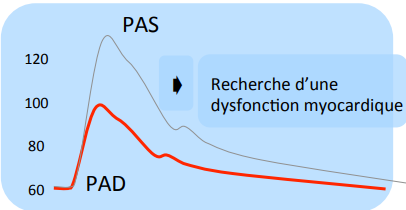 PAS
120
100
80
60
PAD
Recherche d’une
dysfonction myocardique